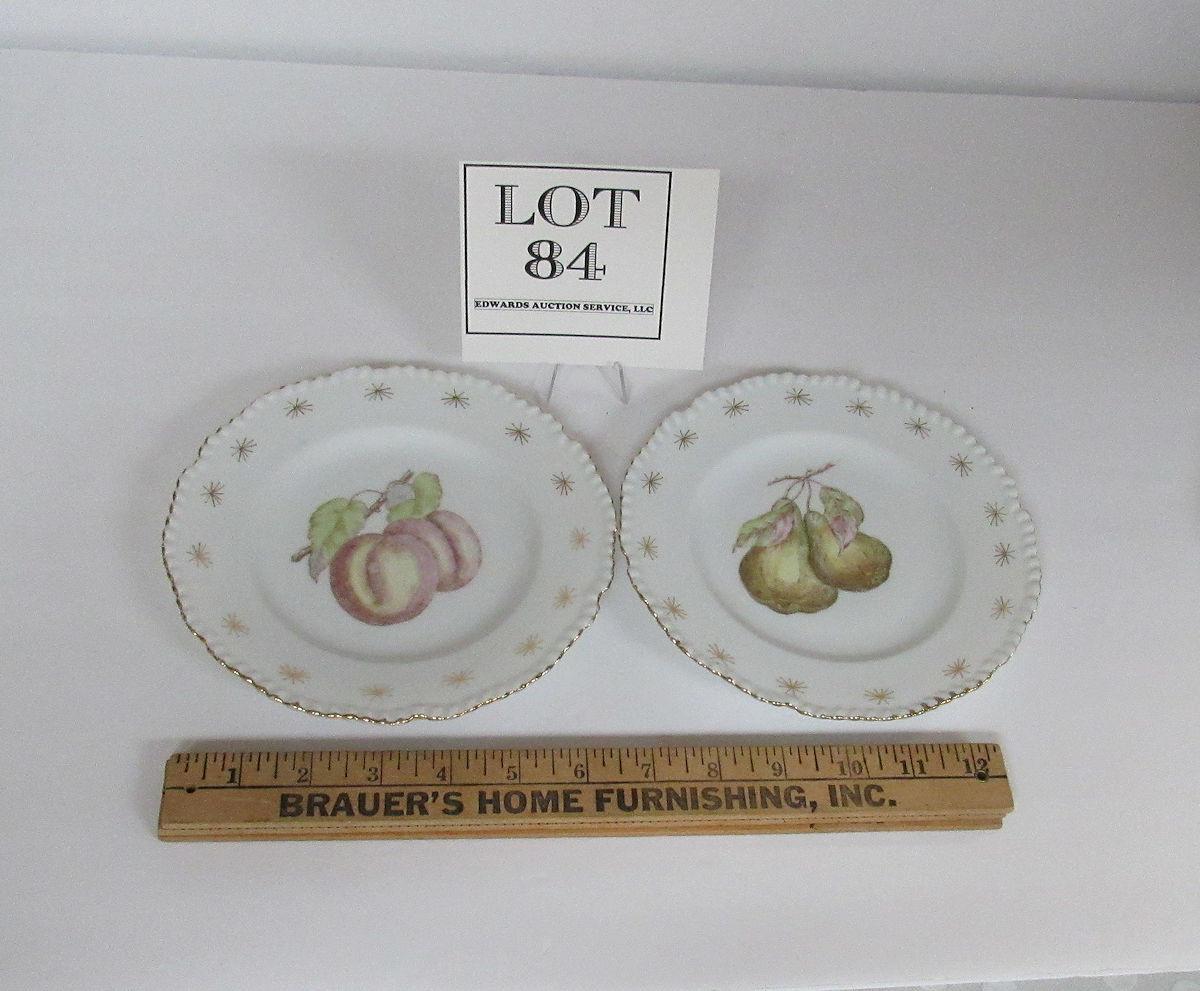 LOT
84
EDWARDS AUCTION SERVICE, LLC
1 2 3 4 5 6 7 8 9 10 11 12
BRAUER'S HOME FURNISHING, INC.